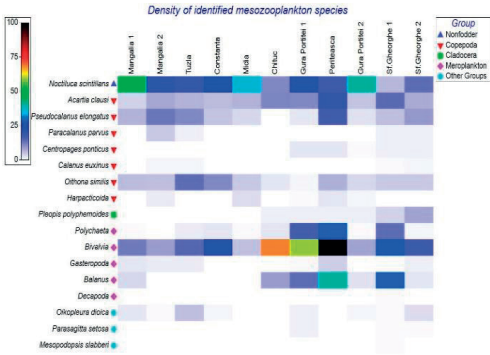 Density of identified mesozooplankton species
100
75
50
25
0
Mangalia 1
Mangalia 2
Tuzla
Constanta
Midia
Chituc
Gura Portitei 1
Periteasca
Gura Portitei 2
Sf Gheorghe 1
Sf Gheorghe 2
Group
Nonfodder
Copepoda
Cladocera
Meroplankton
Other Groups
Noctiluca scintillans
Acartia clausi
Pseudocalanus elongatus
Paracalanus parvus
Centropages ponticus
Calanus euxinus
Oithona similis
Harpacticoida
Pleopis polyphemoides
Polychaeta
Bivalvia
Gasteropoda
Balanus
Decapoda
Oikopleura dioica
Parasagitta setosa
Mesopodopsis slabberi